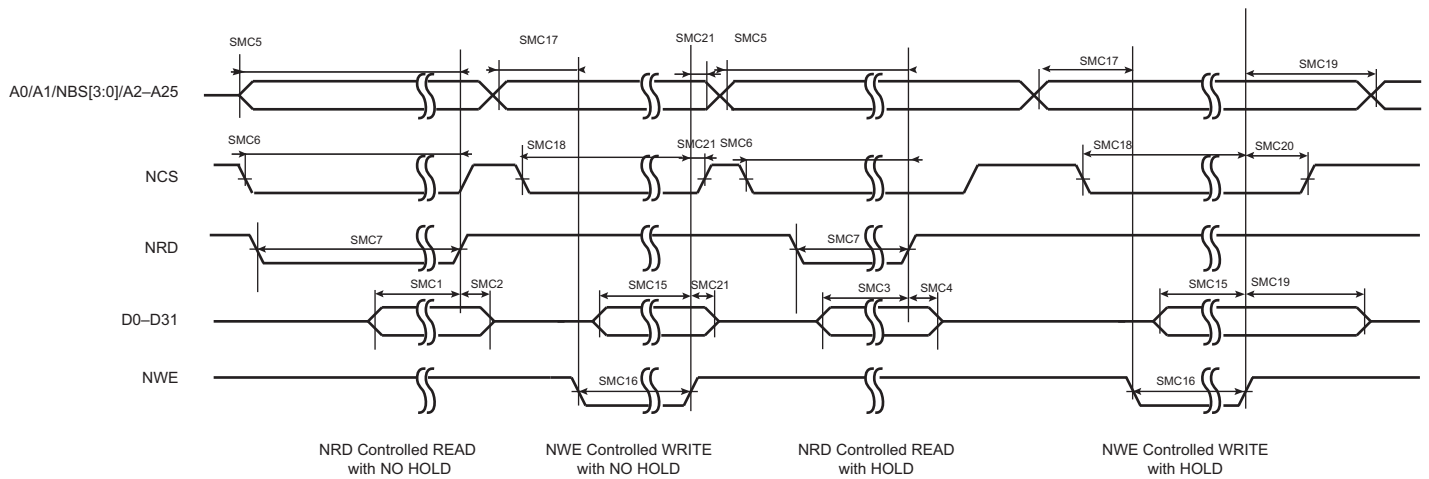 SMC5
SMC17
SMC21
SMC5
SMC17
SMC19
A0/A1/NBS[3:0]/A2–A25
SMC6
SMC18
SMC21
SMC6
SMC18
SMC20
NCS
SMC7
SMC7
NRD
SMC1
SMC2
SMC15
SMC21
SMC3
SMC4
SMC15
SMC19
D0–D31
NWE
SMC16
SMC16
NRD Controlled READ
with NO HOLD
NWE Controlled WRITE
with NO HOLD
NRD Controlled READ
with HOLD
NWE Controlled WRITE
with HOLD